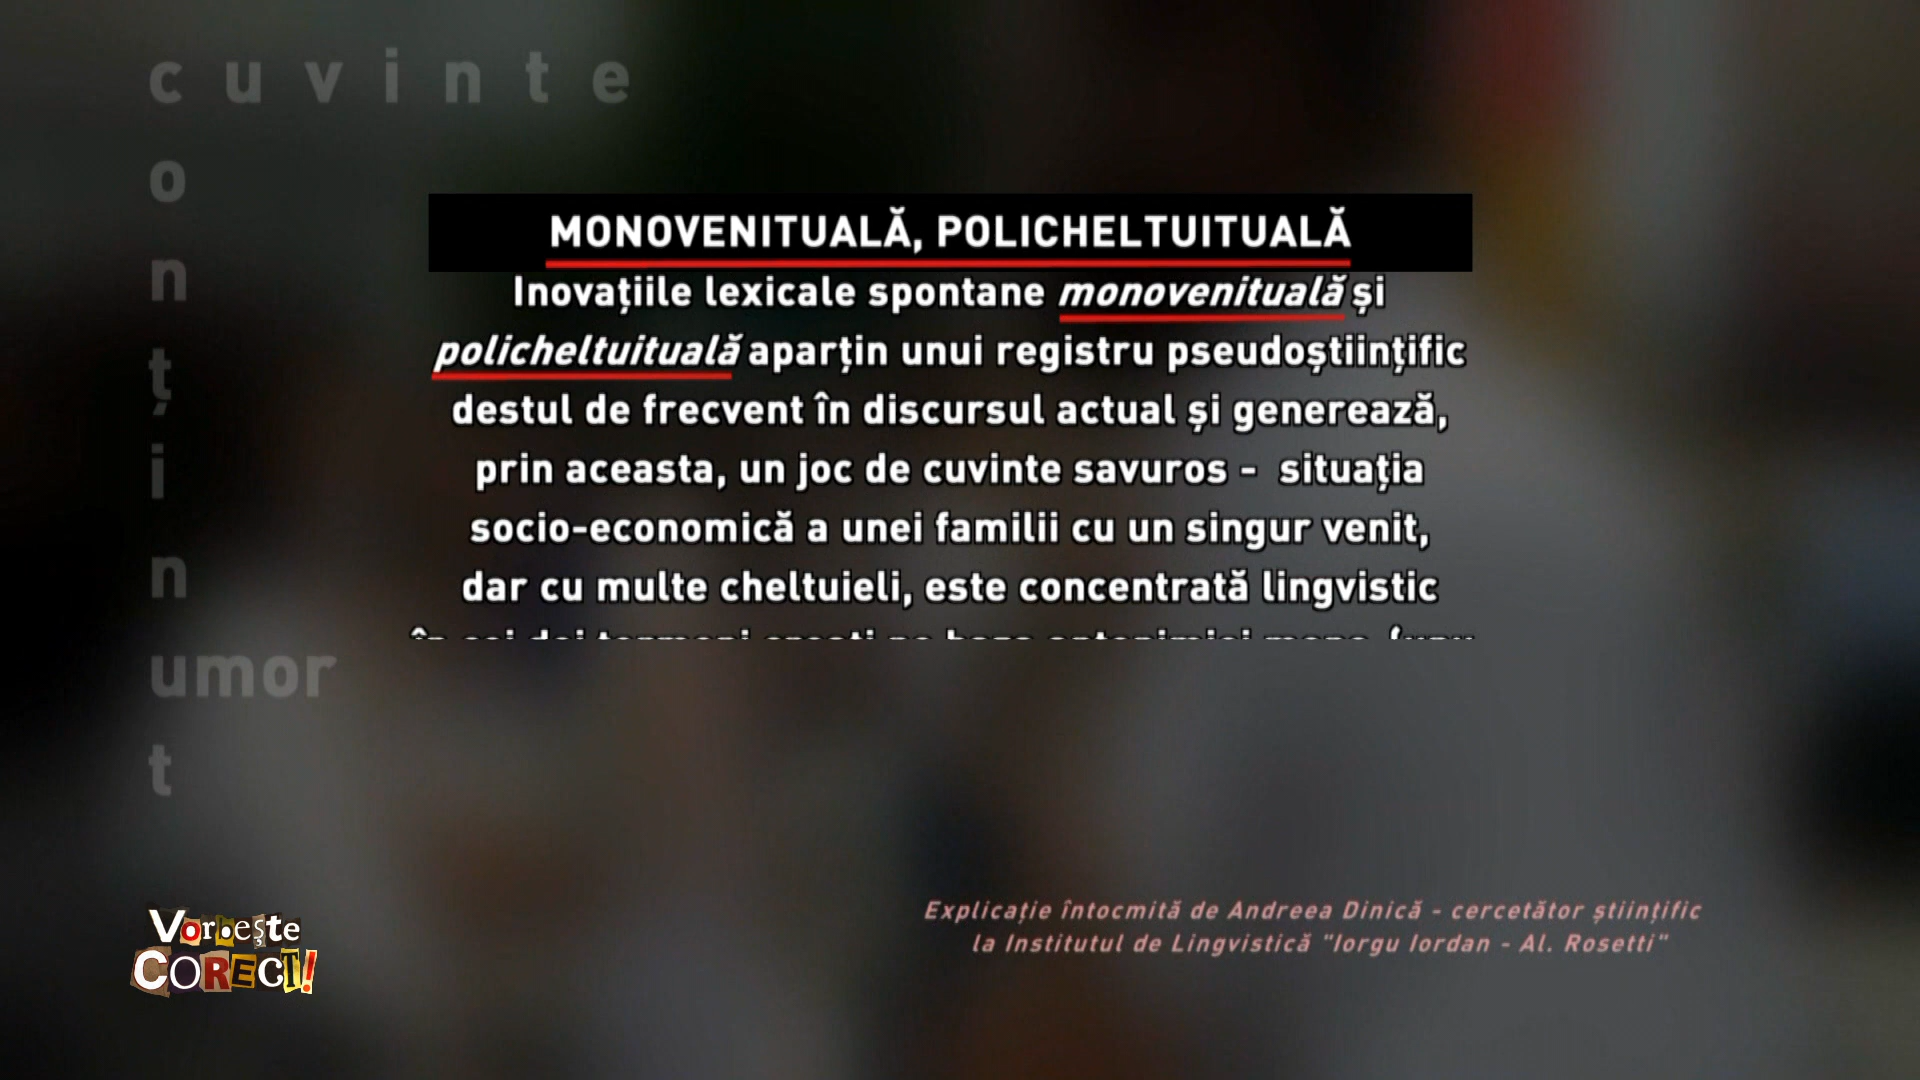 cuvinte
o
n
ț
i
n
umor
t
MONOVENITUALĂ, POLICHELTUITUALĂ
Inovațiile lexicale spontane monovenituală și
policheltuituală aparțin unui registru pseudoștiințific
destul de frecvent în discursul actual și generează,
prin aceasta, un joc de cuvinte savuros - situația
socio-economică a unei familii cu un singur venit,
dar cu multe cheltuieli, este concentrată lingvistic
Vorbește
CORECT!
Explicație întocmită de Andreea Dinică - cercetător științific
la Institutul de Lingvistică "Iorgu Iordan - Al. Rosetti"